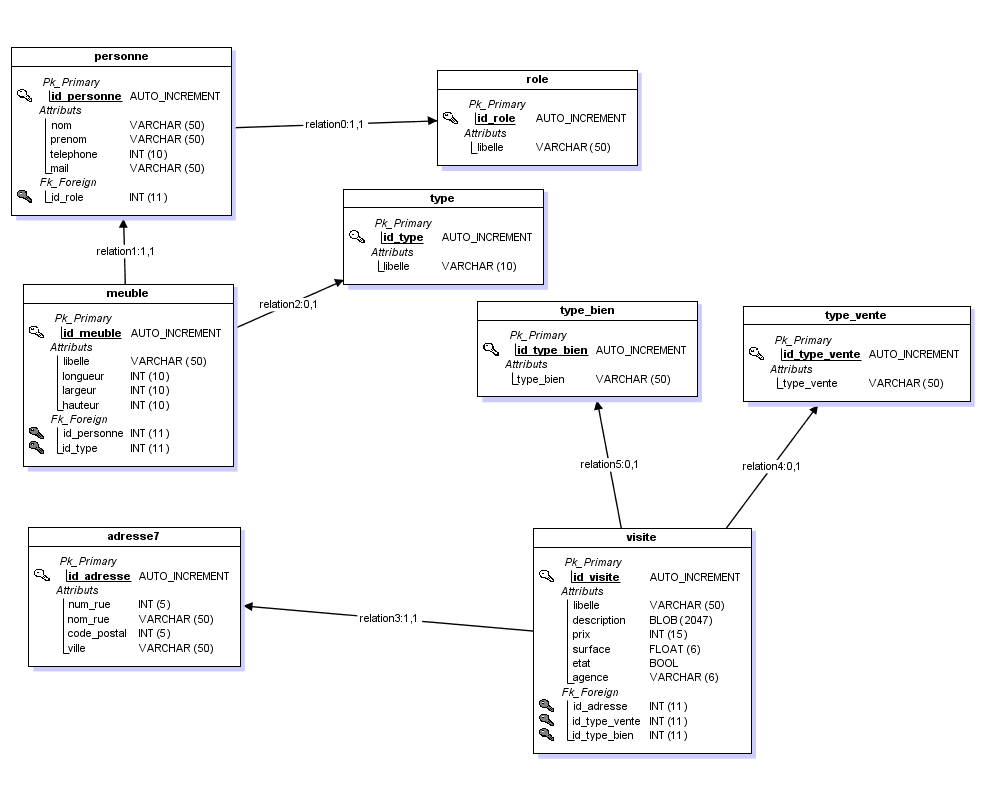 personne
Pk_Primary
id_personne AUTO_INCREMENT
Attributs
nom VARCHAR (50)
prenom VARCHAR (50)
telephone INT (10)
mail VARCHAR (50)
Fk_Foreign
id_role INT (11)
relation0:1,1
role
Pk_Primary
id_role AUTO_INCREMENT
Attributs
libelle VARCHAR (50)
relation1:1,1
type
Pk_Primary
id_type AUTO_INCREMENT
Attributs
libelle VARCHAR (10)
relation2:0,1
meuble
Pk_Primary
id_meuble AUTO_INCREMENT
Attributs
libelle VARCHAR (50)
longueur INT (10)
largeur INT (10)
hauteur INT (10)
Fk_Foreign
id_personne INT (11)
id_type INT (11)
type_bien
Pk_Primary
id_type_bien AUTO_INCREMENT
Attributs
type_bien VARCHAR (50)
type_vente
Pk_Primary
id_type_vente AUTO_INCREMENT
Attributs
type_vente VARCHAR (50)
relation5:0,1
relation4:0,1
adresse7
Pk_Primary
id_adresse AUTO_INCREMENT
Attributs
num_rue INT (5)
nom_rue VARCHAR (50)
code_postal INT (5)
ville VARCHAR (50)
relation3:1,1
visite
Pk_Primary
id_visite AUTO_INCREMENT
Attributs
libelle VARCHAR (50)
description BLOB (2047)
prix INT (15)
surface FLOAT (6)
etat BOOL
agence VARCHAR (6)
Fk_Foreign
id_adresse INT (11)
id_type_vente INT (11)
id_type_bien INT (11)